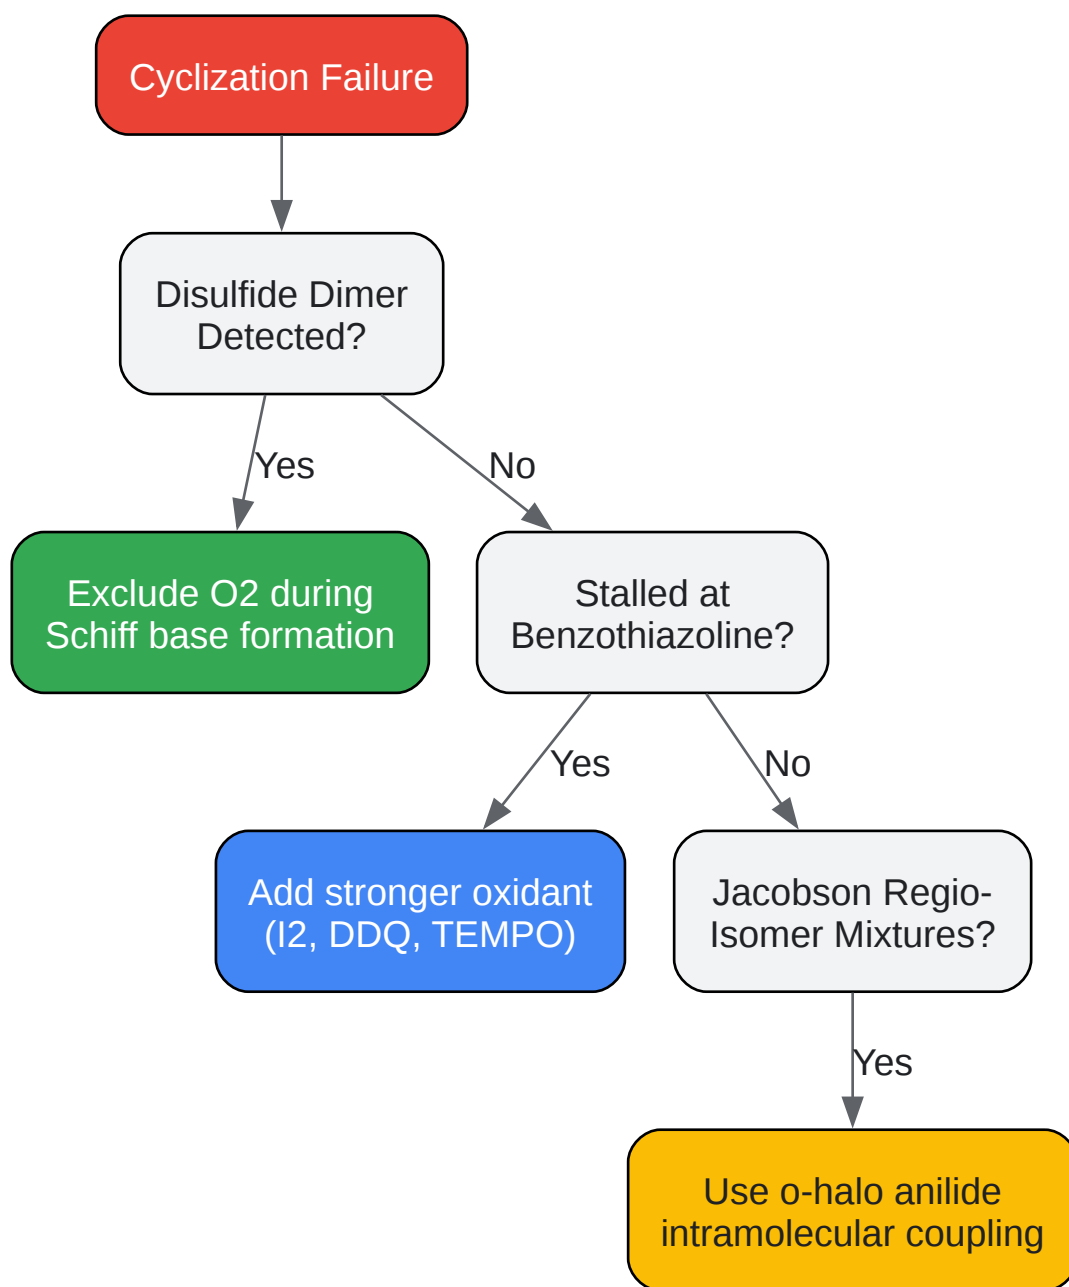 Cyclization Failure
Disulfide Dimer
Detected?
Yes
No
Exclude O2 during
Schiff base formation
Stalled at
Benzothiazoline?
Yes
No
Add stronger oxidant
(I2, DDQ, TEMPO)
Jacobson Regio-
Isomer Mixtures?
Yes
Use o-halo anilide
intramolecular coupling